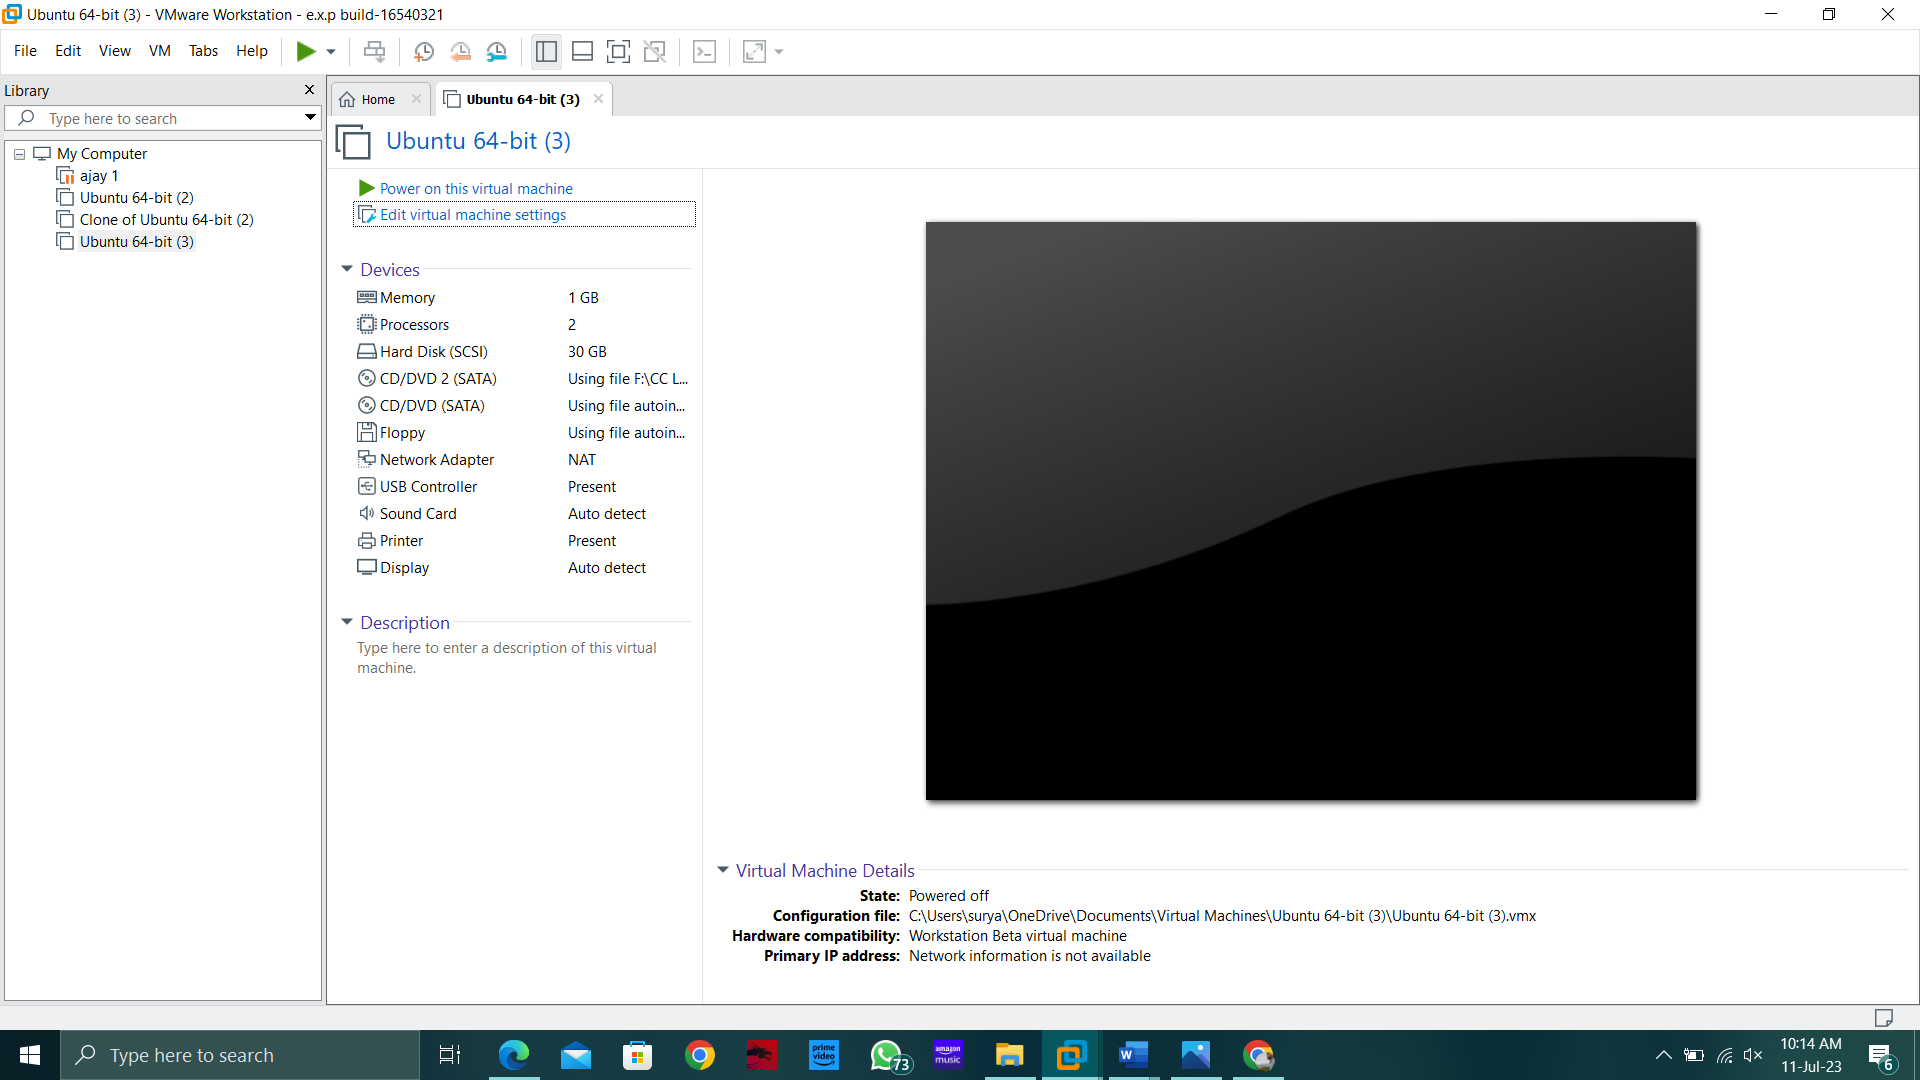 Ubuntu 64-bit (3) - VMware Workstation - e.x.p build-16540321
File Edit View VM Tabs Help
Library
Type here to search
My Computer
ajay 1
Ubuntu 64-bit (2)
Clone of Ubuntu 64-bit (2)
Ubuntu 64-bit (3)
Home
Ubuntu 64-bit (3)
Ubuntu 64-bit (3)
Power on this virtual machine
Edit virtual machine settings
Devices
Memory 1 GB
Processors 2
Hard Disk (SCSI) 30 GB
CD/DVD 2 (SATA) Using file F:\CC L...
CD/DVD (SATA) Using file autoin...
Floppy Using file autoin...
Network Adapter NAT
USB Controller Present
Sound Card Auto detect
Printer Present
Display Auto detect
Description
Type here to enter a description of this virtual
machine.
Virtual Machine Details
State: Powered off
Configuration file: C:\Users\surya\OneDrive\Documents\Virtual Machines\Ubuntu 64-bit (3)\Ubuntu 64-bit (3).vmx
Hardware compatibility: Workstation Beta virtual machine
Primary IP address: Network information is not available
Type here to search
prime
video
73
amazon
music
W
10:14 AM
11-Jul-23
6